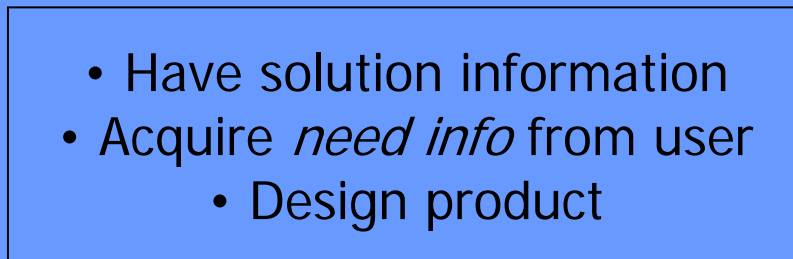 • Have solution information
• Acquire need info from user
• Design product